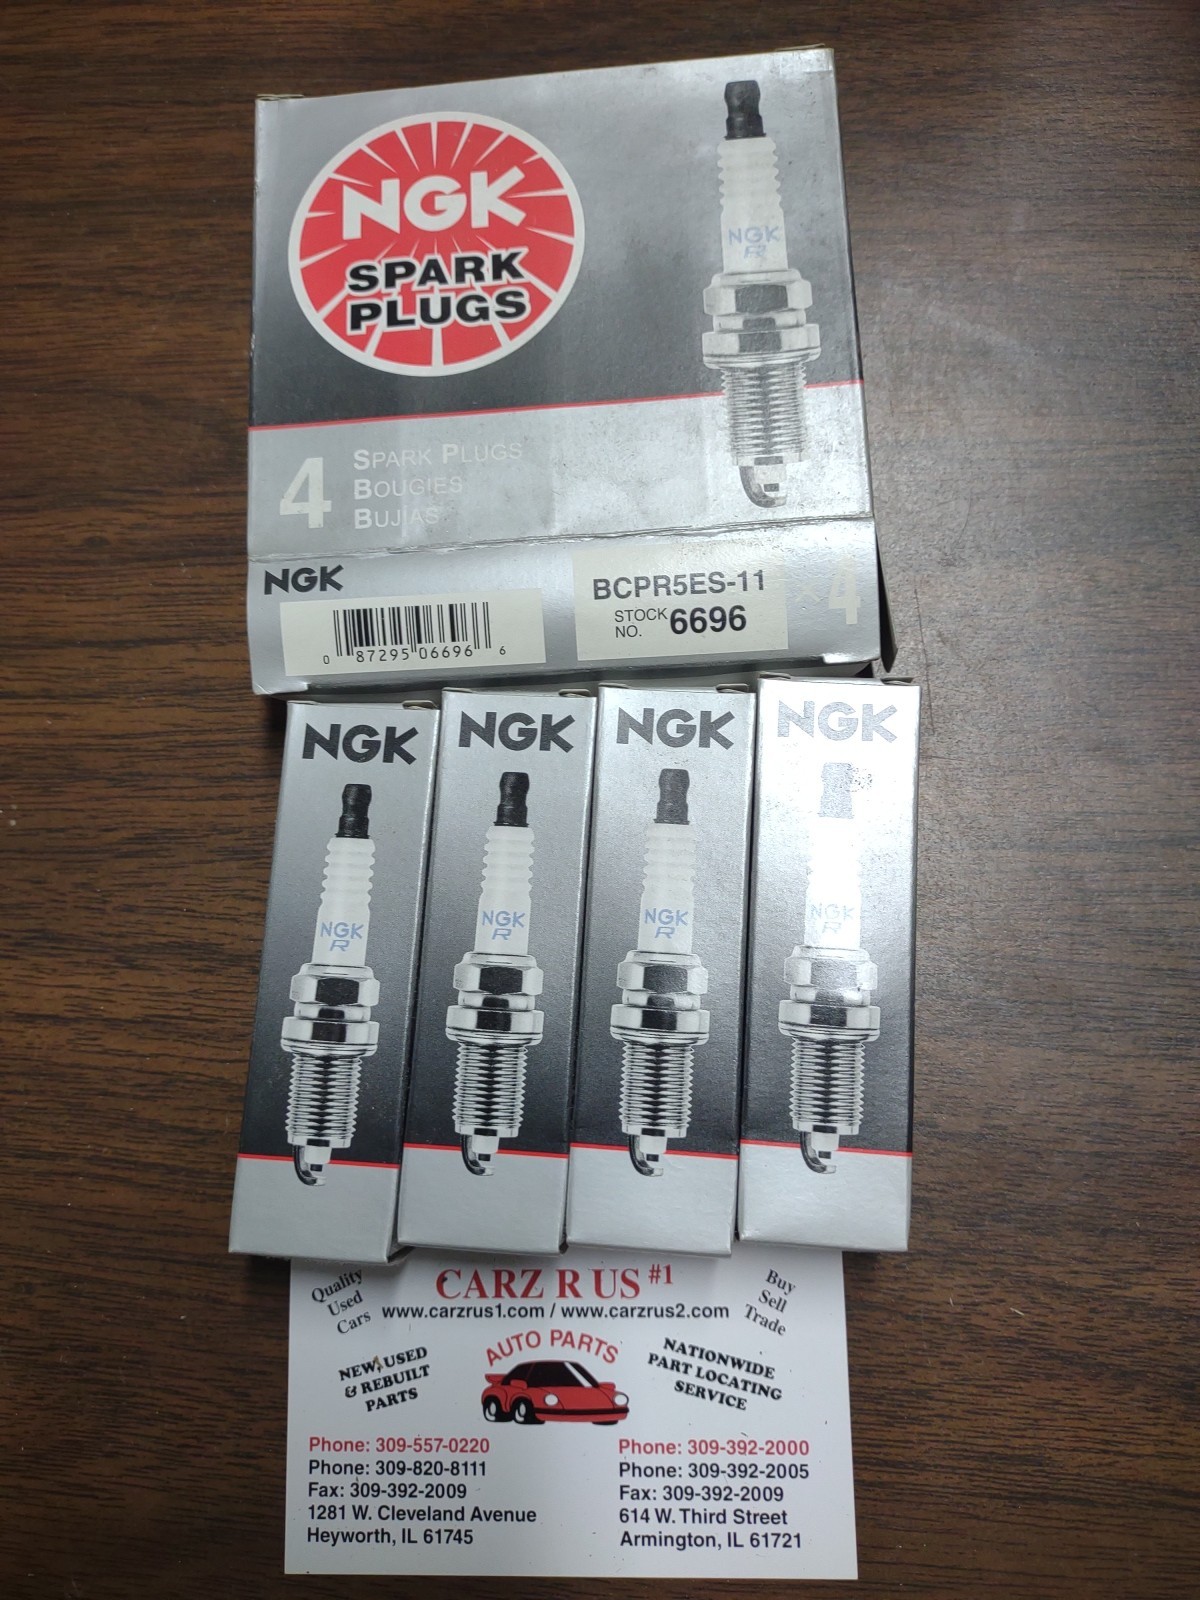 NGK
SPARK
PLUGS
NGK
R
4
SPARK PLUGS
BOUGIES
BUJIAS
NGK
0 87295 06696 6
BCPR5ES-11
STOCK NO. 6696
×4
NGK
NGK
R
NGK
NGK
R
NGK
NGK
R
NGK
NGK
R
Quality
Used
Cars
CARZ R US #1
www.carzrus1.com / www.carzrus2.com
Buy
Sell
Trade
NEW, USED
& REBUILT
PARTS
AUTO PARTS
NATIONWIDE
PART LOCATING
SERVICE
Phone: 309-557-0220
Phone: 309-820-8111
Fax: 309-392-2009
1281 W. Cleveland Avenue
Heyworth, IL 61745
Phone: 309-392-2000
Phone: 309-392-2005
Fax: 309-392-2009
614 W. Third Street
Armington, IL 61721